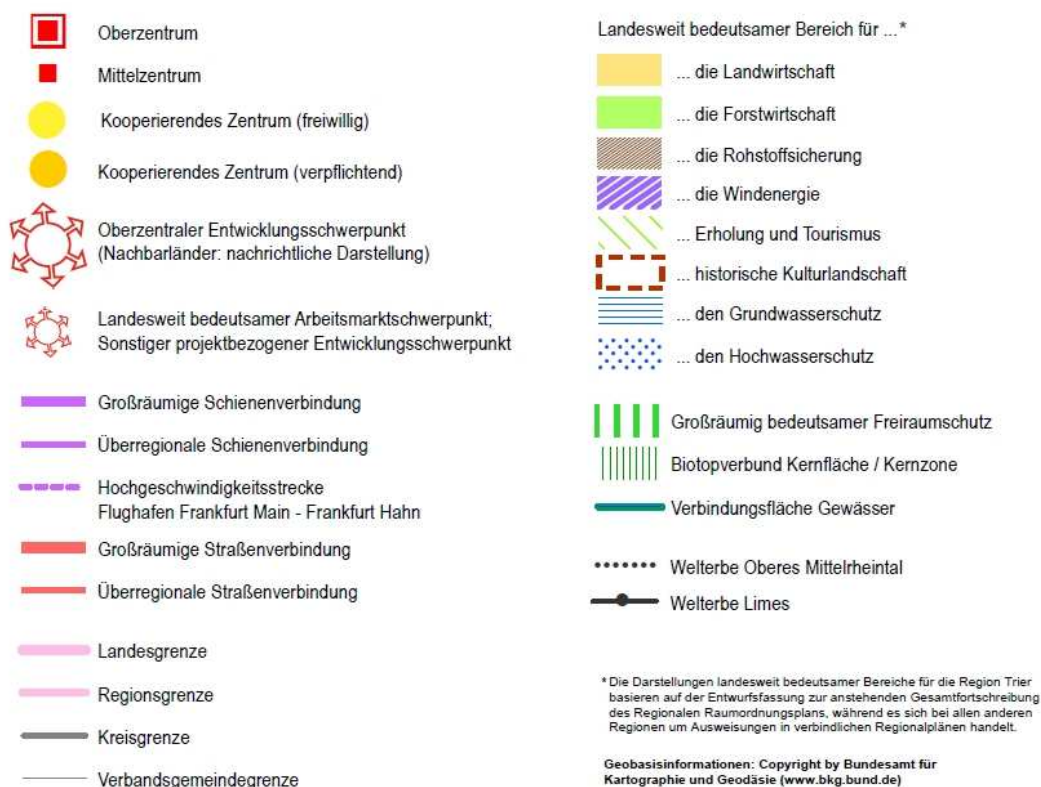 Oberzentrum
Mittelzentrum
Kooperierendes Zentrum (freiwillig)
Kooperierendes Zentrum (verpflichtend)
Oberzentraler Entwicklungsschwerpunkt
(Nachbarländer: nachrichtliche Darstellung)
Landesweit bedeutsamer Arbeitsmarktschwerpunkt;
Sonstiger projektbezogener Entwicklungsschwerpunkt
Großräumige Schienenverbindung
Überregionale Schienenverbindung
Hochgeschwindigkeitsstrecke
Flughafen Frankfurt Main - Frankfurt Hahn
Großräumige Straßenverbindung
Überregionale Straßenverbindung
Landesgrenze
Regionsgrenze
Kreisgrenze
Verbandsgemeindegrenze
Landesweit bedeutsamer Bereich für ...*
... die Landwirtschaft
... die Forstwirtschaft
... die Rohstoffsicherung
... die Windenergie
... Erholung und Tourismus
... historische Kulturlandschaft
... den Grundwasserschutz
... den Hochwasserschutz
Großräumig bedeutsamer Freiraumschutz
Biotopverbund Kernfläche / Kernzone
Verbindungsfläche Gewässer
Welterbe Oberes Mittelrheintal
Welterbe Limes
* Die Darstellungen landesweit bedeutsamer Bereiche für die Region Trier
basieren auf der Entwurfsfassung zur anstehenden Gesamtfortschreibung
des Regionalen Raumordnungsplans, während es sich bei allen anderen
Regionen um Ausweisungen in verbindlichen Regionalplänen handelt.
Geobasisinformationen: Copyright by Bundesamt für
Kartographie und Geodäsie (www.bkg.bund.de)